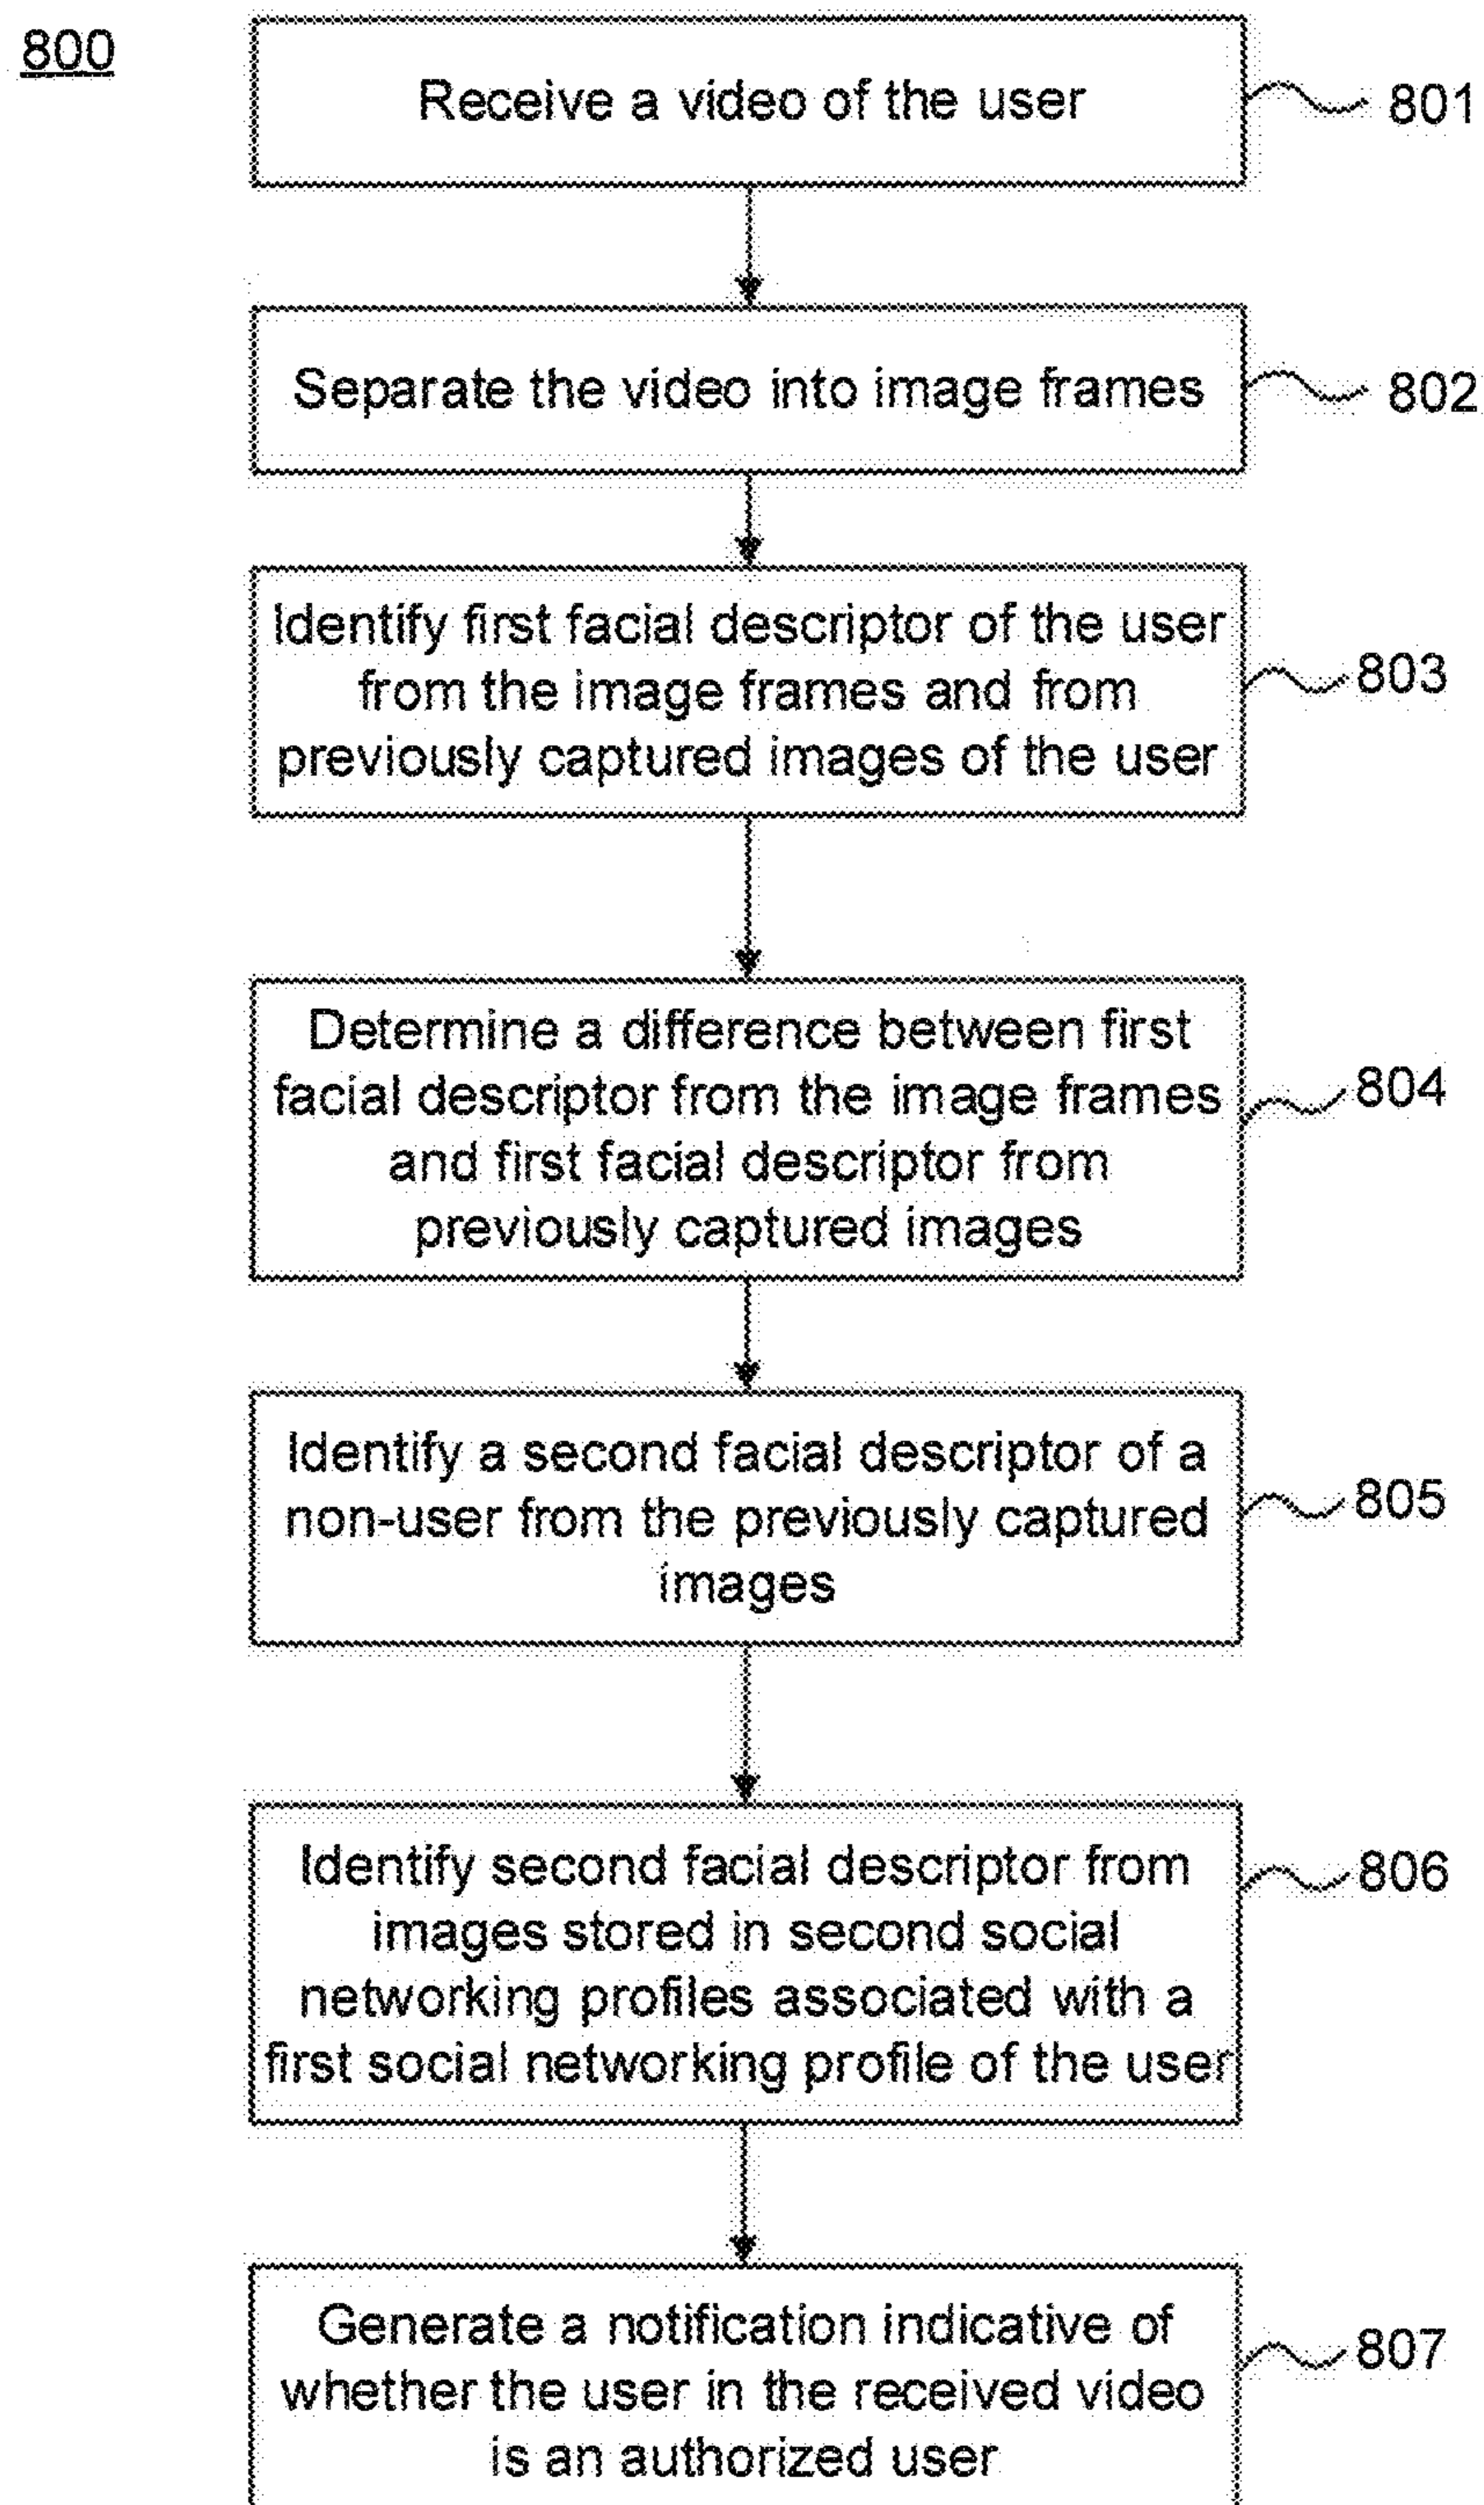 800
Receive a video of the user
801
Separate the video into image frames
802
Identify first facial descriptor of the user
from the image frames and from
previously captured images of the user
803
Determine a difference between first
facial descriptor from the image frames
and first facial descriptor from
previously captured images
804
Identify a second facial descriptor of a
non-user from the previously captured
images
805
Identify second facial descriptor from
images stored in second social
networking profiles associated with a
first social networking profile of the user
806
Generate a notification indicative of
whether the user in the received video
is an authorized user
807